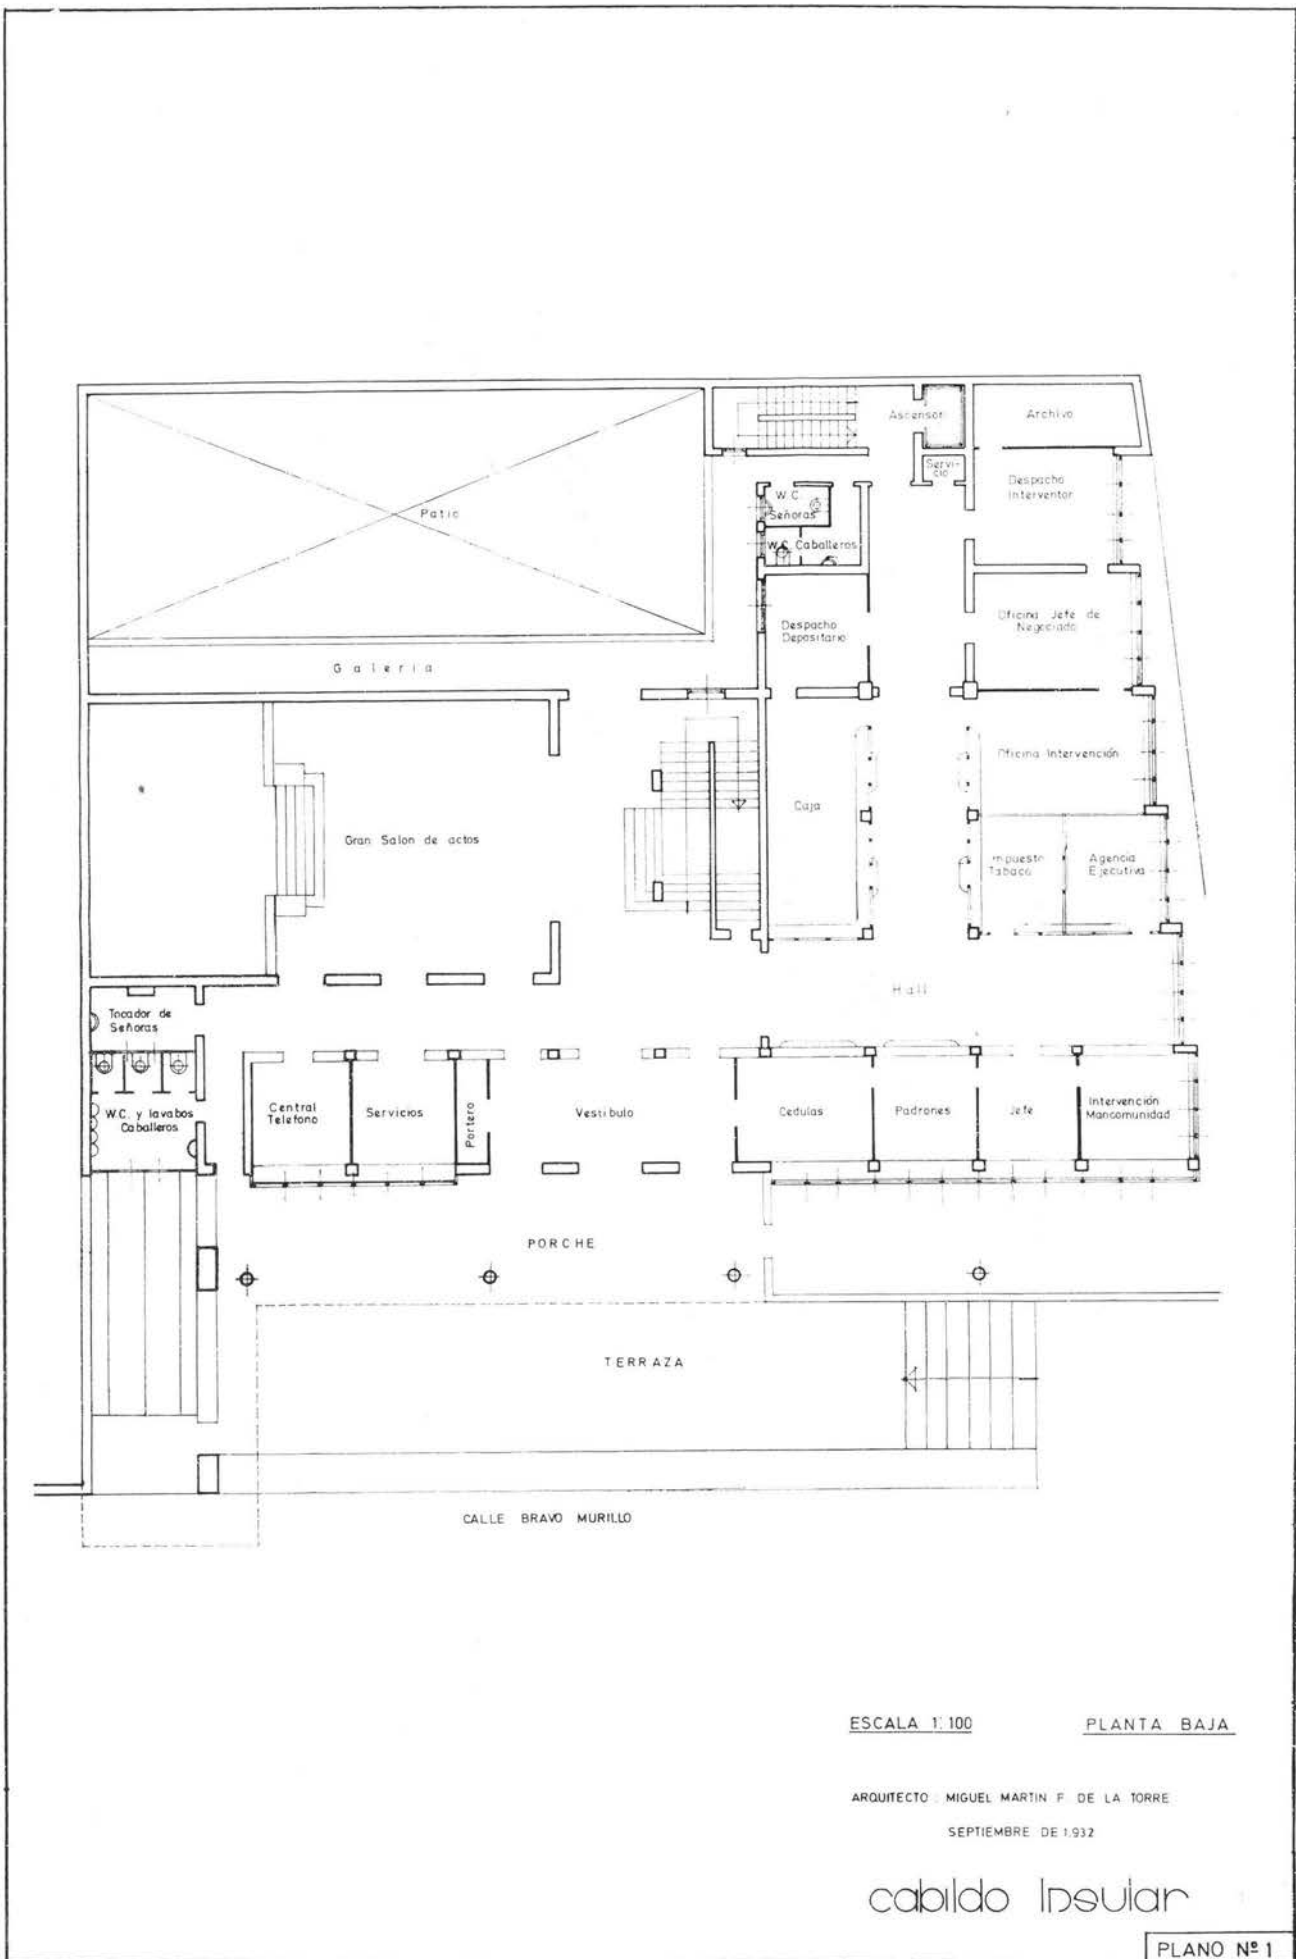 Ascensor
Archivo
Servi-
cio
Despacho
Interventor
W.C.
Señoras
Patio
W.C. Caballeros
Despacho
Depositario
Oficina Jefe de
Negociado
Galeria
Oficina Intervención
Caja
Gran Salon de actos
Impuesto
Tabaco
Agencia
Ejecutiva
Hall
Tocador de
Señoras
Central
Telefono
Servicios
Portero
Vestibulo
Cedulas
Padrones
Jefe
Intervención
Mancomunidad
W.C. y lavabos
Caballeros
PORCHE
TERRAZA
CALLE BRAVO MURILLO
ESCALA 1:100
PLANTA BAJA
ARQUITECTO : MIGUEL MARTIN F. DE LA TORRE
SEPTIEMBRE DE 1.932
cabildo Insular
PLANO Nº 1